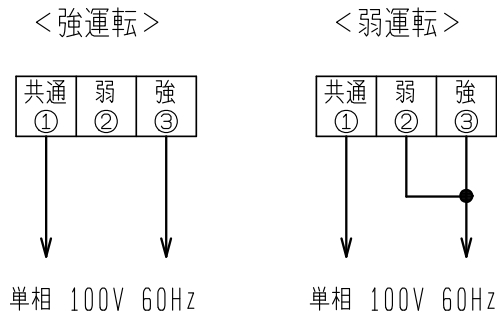 ＜強運転＞
＜弱運転＞
共通 弱 強
① ② ③
共通 弱 強
① ② ③
単相 100V 60Hz
単相 100V 60Hz